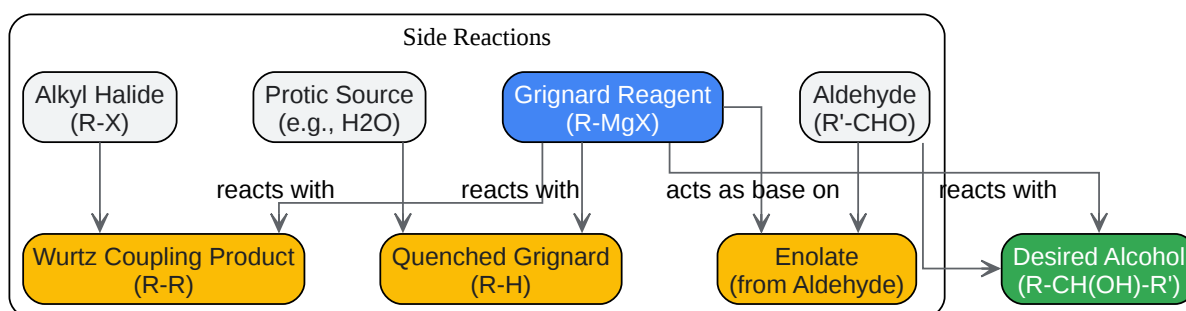 Side Reactions
Alkyl Halide
(R-X)
Protic Source
(e.g., H2O)
Grignard Reagent
(R-MgX)
Aldehyde
(R'-CHO)
reacts with
reacts with
acts as base on
reacts with
Wurtz Coupling Product
(R-R)
Quenched Grignard
(R-H)
Enolate
(from Aldehyde)
Desired Alcohol
(R-CH(OH)-R')